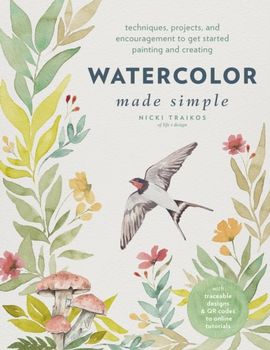 techniques, projects, and
encouragement to get started
painting and creating
WATERCOLOR
made simple
NICKI TRAIKOS
of life i design
with
traceable
designs
& QR codes
to online
tutorials